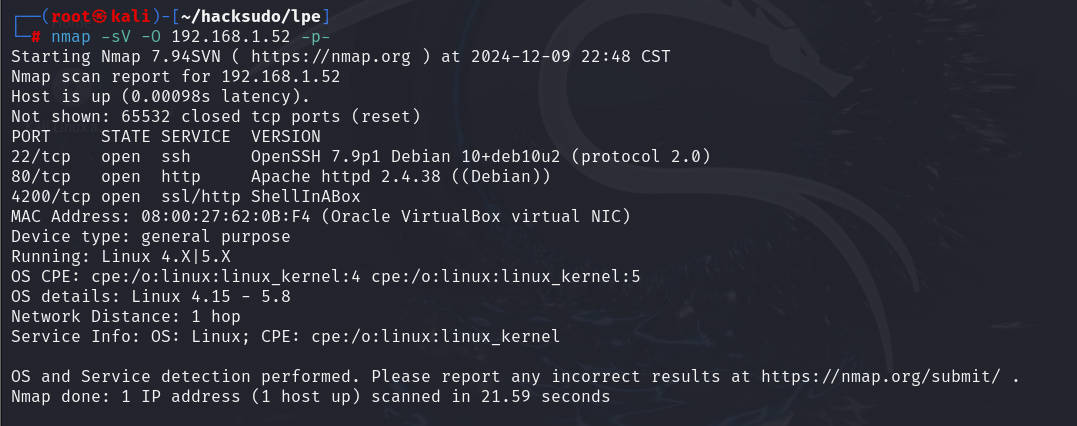 ┌──(root㉿kali)-[~/hacksudo/lpe]
└─# nmap -sV -O 192.168.1.52 -p-
Starting Nmap 7.94SVN ( https://nmap.org ) at 2024-12-09 22:48 CST
Nmap scan report for 192.168.1.52
Host is up (0.00098s latency).
Not shown: 65532 closed tcp ports (reset)
PORT     STATE SERVICE  VERSION
22/tcp   open  ssh      OpenSSH 7.9p1 Debian 10+deb10u2 (protocol 2.0)
80/tcp   open  http     Apache httpd 2.4.38 ((Debian))
4200/tcp open  ssl/http ShellInABox
MAC Address: 08:00:27:62:0B:F4 (Oracle VirtualBox virtual NIC)
Device type: general purpose
Running: Linux 4.X|5.X
OS CPE: cpe:/o:linux:linux_kernel:4 cpe:/o:linux:linux_kernel:5
OS details: Linux 4.15 - 5.8
Network Distance: 1 hop
Service Info: OS: Linux; CPE: cpe:/o:linux:linux_kernel

OS and Service detection performed. Please report any incorrect results at https://nmap.org/submit/ .
Nmap done: 1 IP address (1 host up) scanned in 21.59 seconds